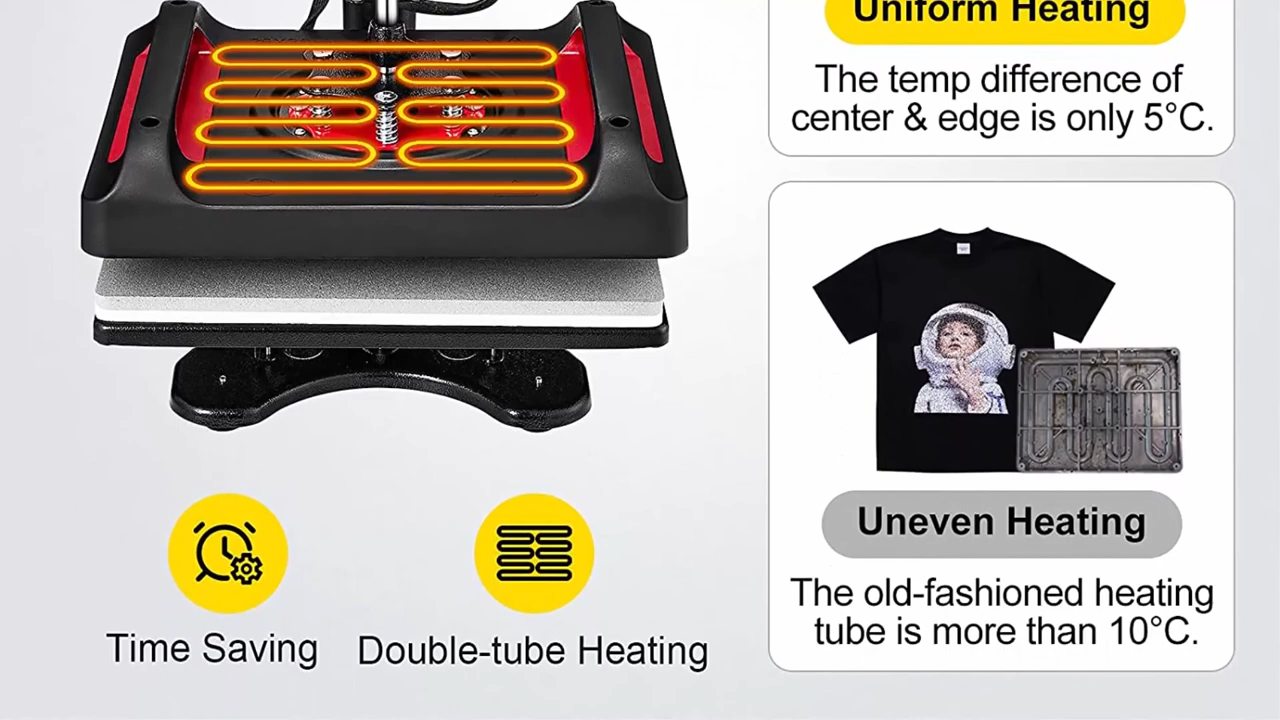 Uniform Heating
The temp difference of
center & edge is only 5°C.
Uneven Heating
The old-fashioned heating
tube is more than 10°C.
Time Saving
Double-tube Heating